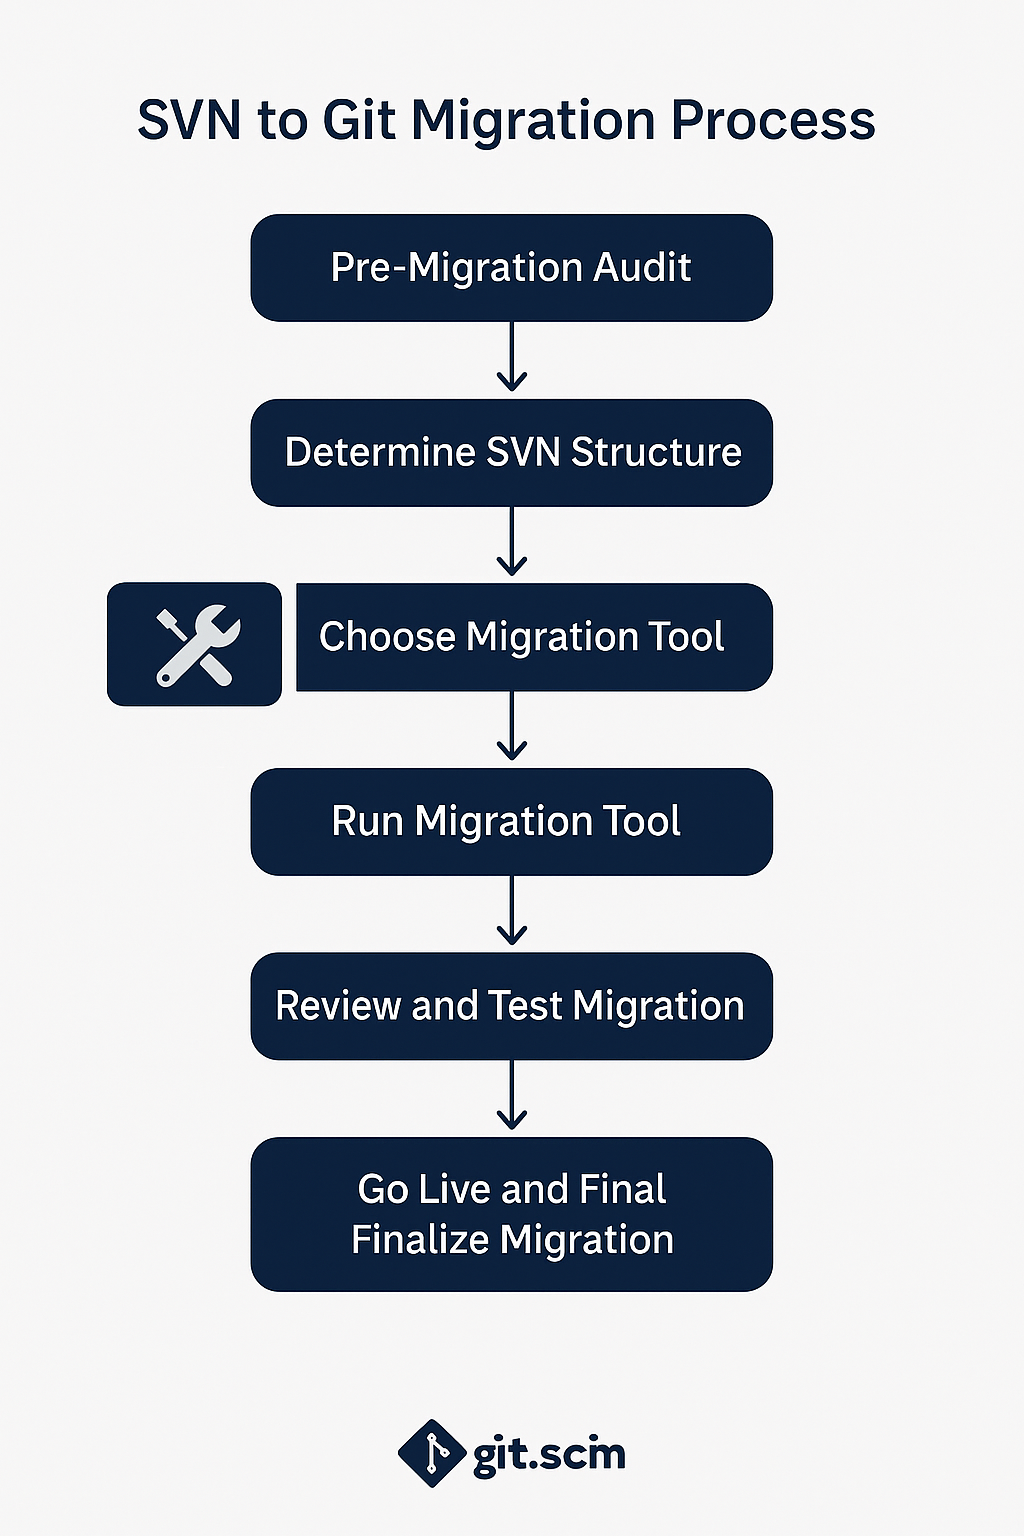 SVN to Git Migration Process
Pre-Migration Audit
Determine SVN Structure
Choose Migration Tool
Run Migration Tool
Review and Test Migration
Go Live and Final
Finalize Migration
git.scim